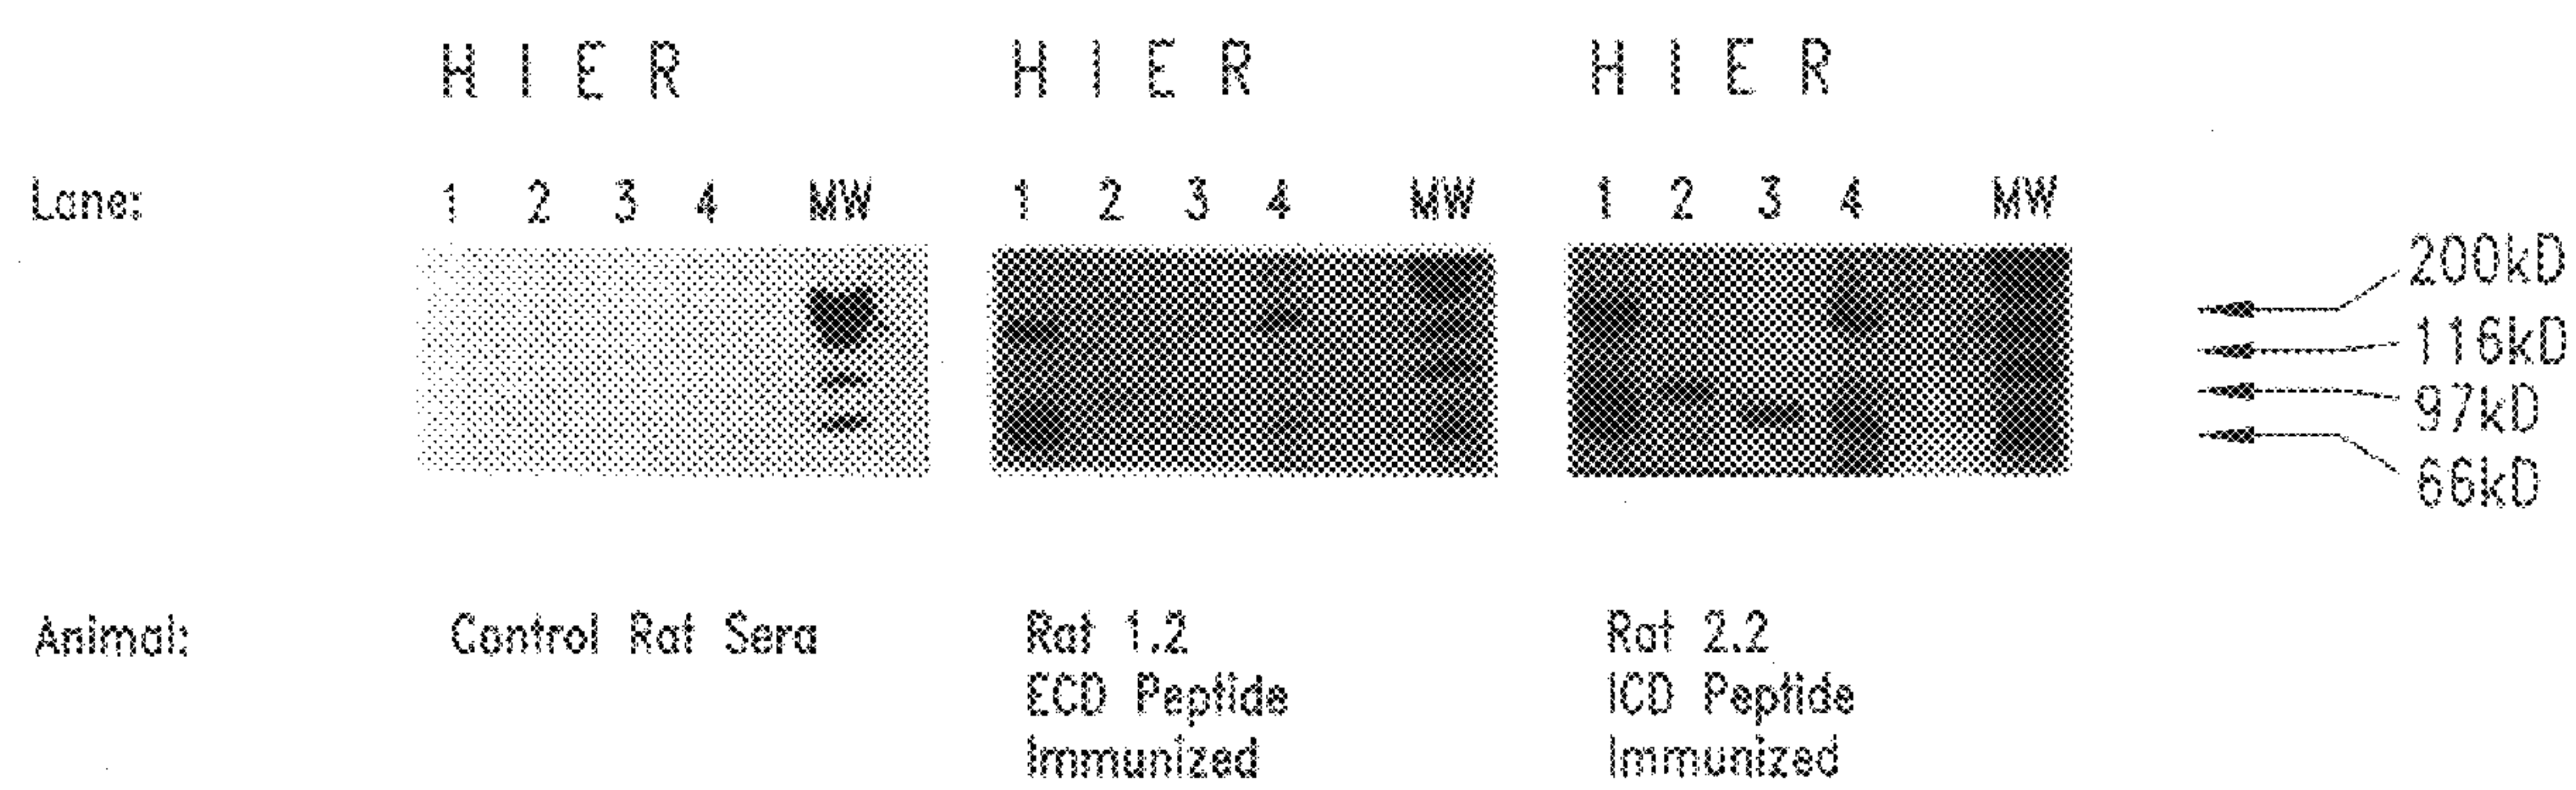 H I E R H I E R H I E R
Lane: 1 2 3 4 MW 1 2 3 4 MW 1 2 3 4 MW
200kD
116kD
97kD
66kD
Animal: Control Rat Sera Rat 1.2 Rat 2.2
ECD Peptide ICD Peptide
Immunized Immunized